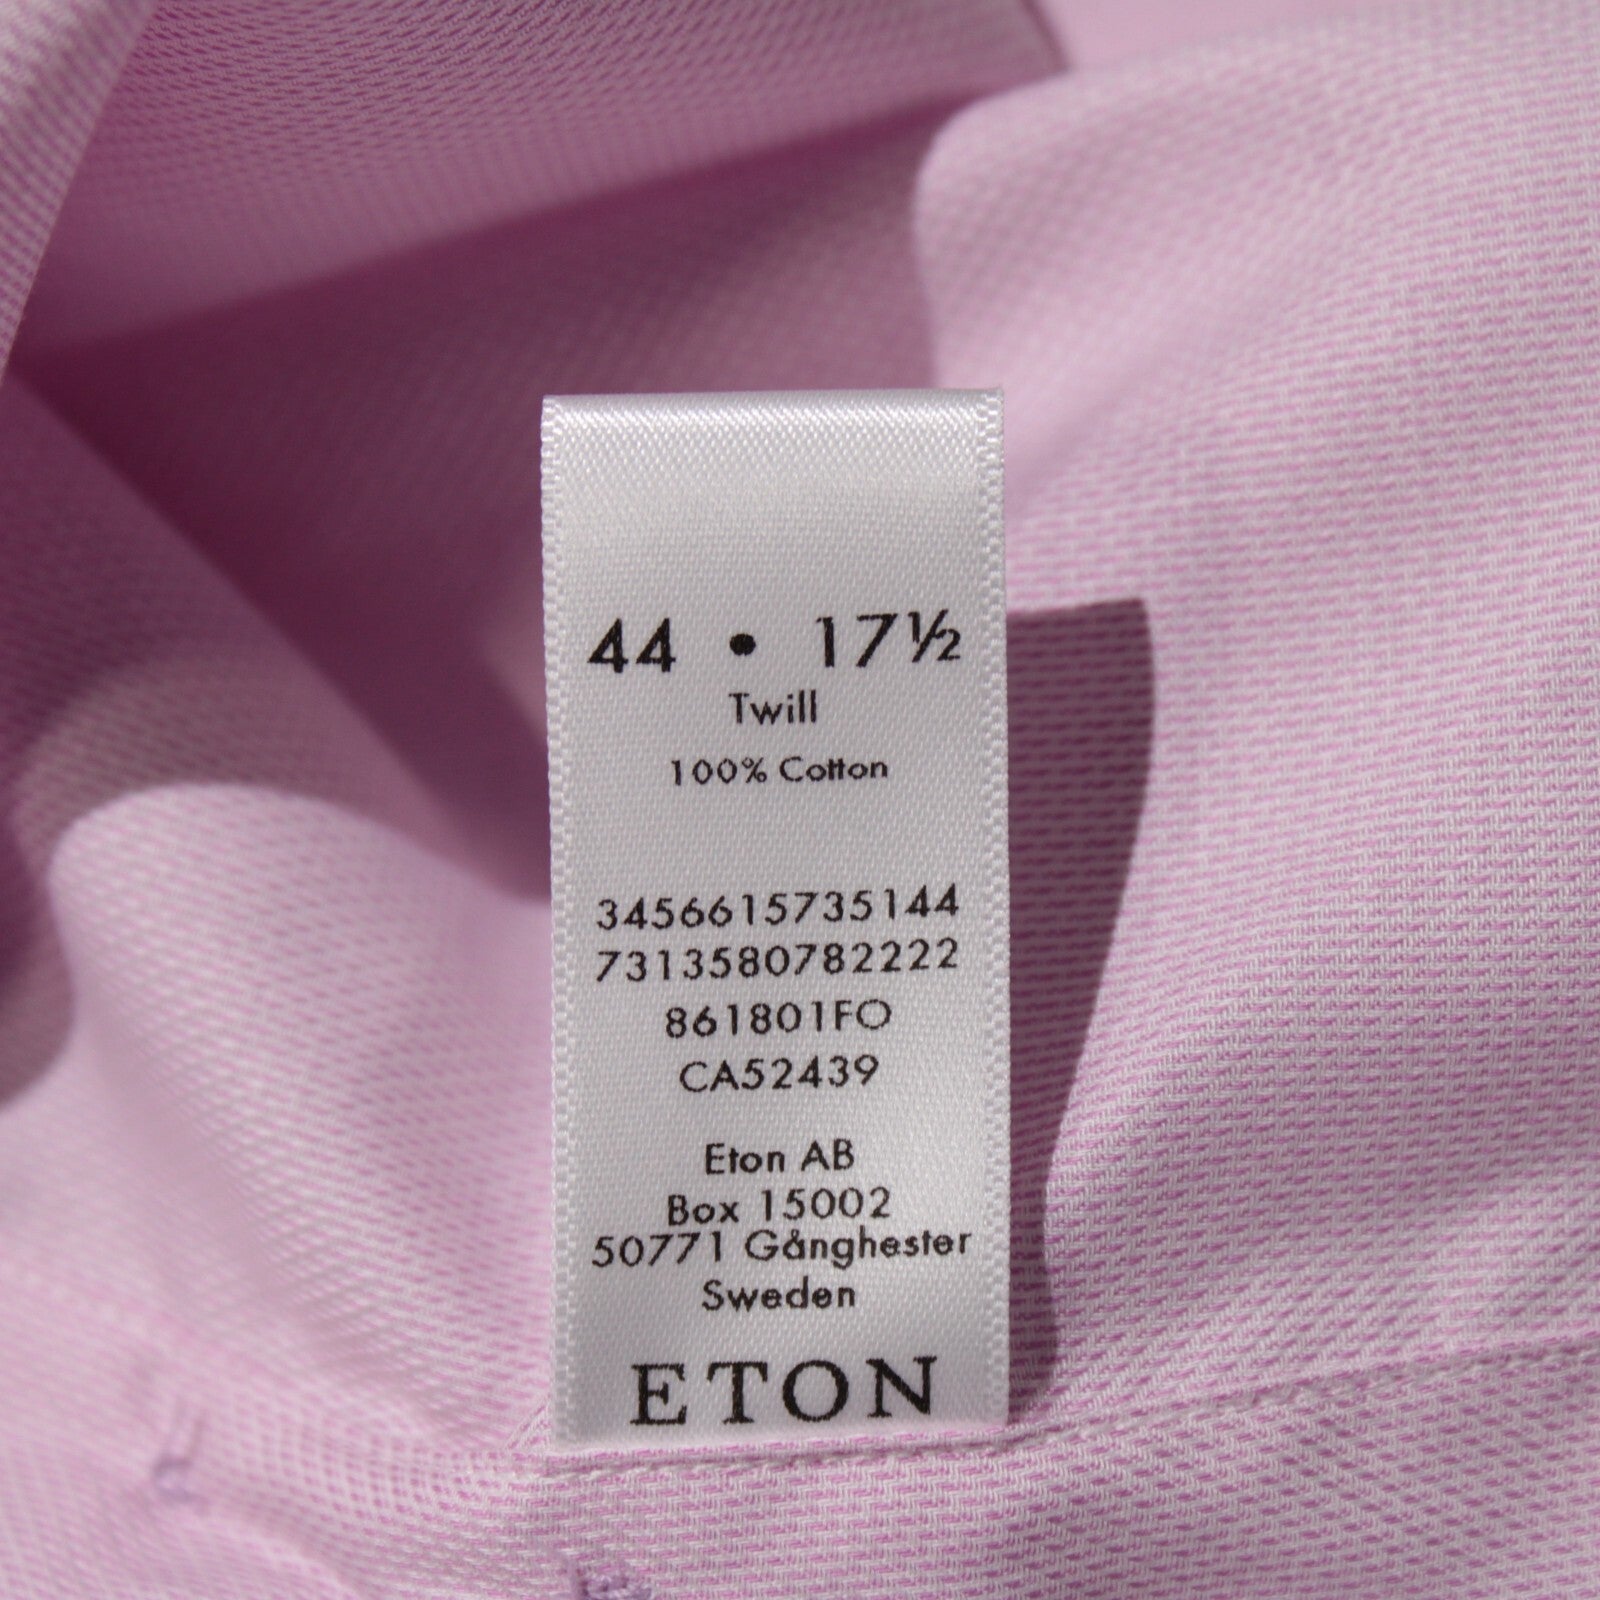 44 • 17½
Twill
100% Cotton
3456615735144
7313580782222
861801FO
CA52439
Eton AB
Box 15002
50771 Gånghester
Sweden
ETON